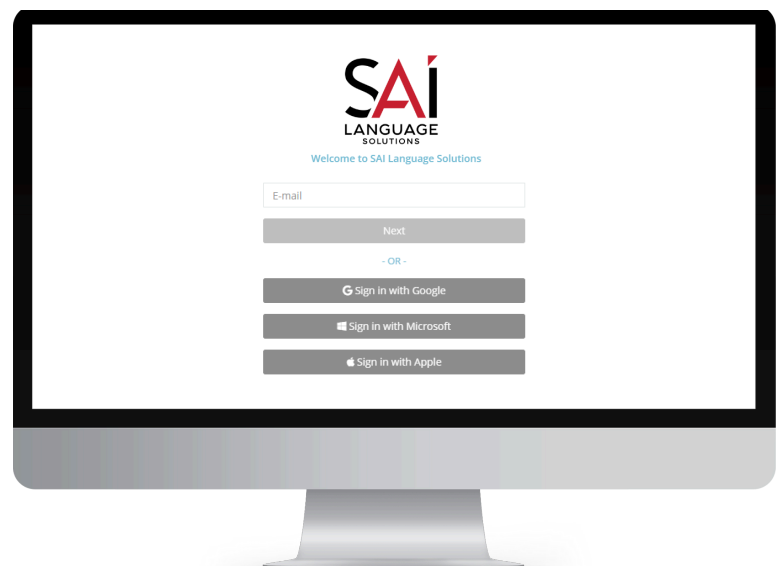 SAÍ
LANGUAGE
SOLUTIONS
Welcome to SAI Language Solutions
E-mail
Next
- OR -
Sign in with Google
Sign in with Microsoft
Sign in with Apple